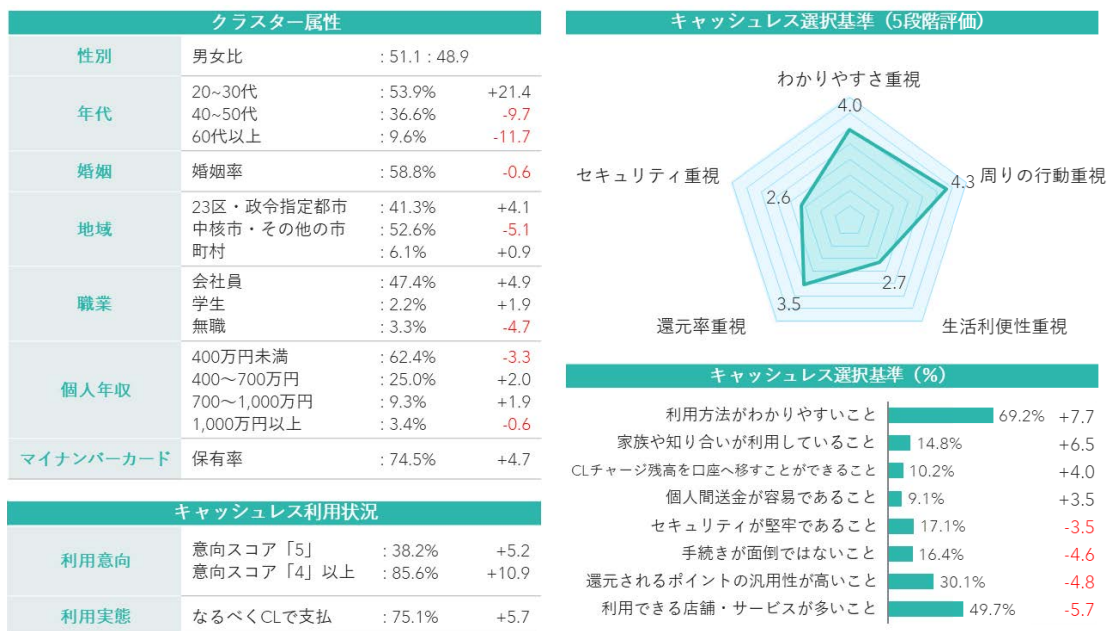 クラスター属性
性別 男女比 : 51.1 : 48.9
年代
20~30代 : 53.9% +21.4
40~50代 : 36.6% -9.7
60代以上 : 9.6% -11.7
婚姻 婚姻率 : 58.8% -0.6
地域
23区・政令指定都市 : 41.3% +4.1
中核市・その他の市 : 52.6% -5.1
町村 : 6.1% +0.9
職業
会社員 : 47.4% +4.9
学生 : 2.2% +1.9
無職 : 3.3% -4.7
個人年収
400万円未満 : 62.4% -3.3
400～700万円 : 25.0% +2.0
700～1,000万円 : 9.3% +1.9
1,000万円以上 : 3.4% -0.6
マイナンバーカード 保有率 : 74.5% +4.7
キャッシュレス利用状況
利用意向
意向スコア「5」 : 38.2% +5.2
意向スコア「4」以上 : 85.6% +10.9
利用実態 なるべくCLで支払 : 75.1% +5.7
キャッシュレス選択基準（5段階評価）
わかりやすさ重視
4.0
セキュリティ重視
2.6
4.3 周りの行動重視
2.7
3.5
還元率重視
生活利便性重視
キャッシュレス選択基準（%）
利用方法がわかりやすいこと 69.2% +7.7
家族や知り合いが利用していること 14.8% +6.5
CLチャージ残高を口座へ移すことができること 10.2% +4.0
個人間送金が容易であること 9.1% +3.5
セキュリティが堅牢であること 17.1% -3.5
手続きが面倒ではないこと 16.4% -4.6
還元されるポイントの汎用性が高いこと 30.1% -4.8
利用できる店舗・サービスが多いこと 49.7% -5.7